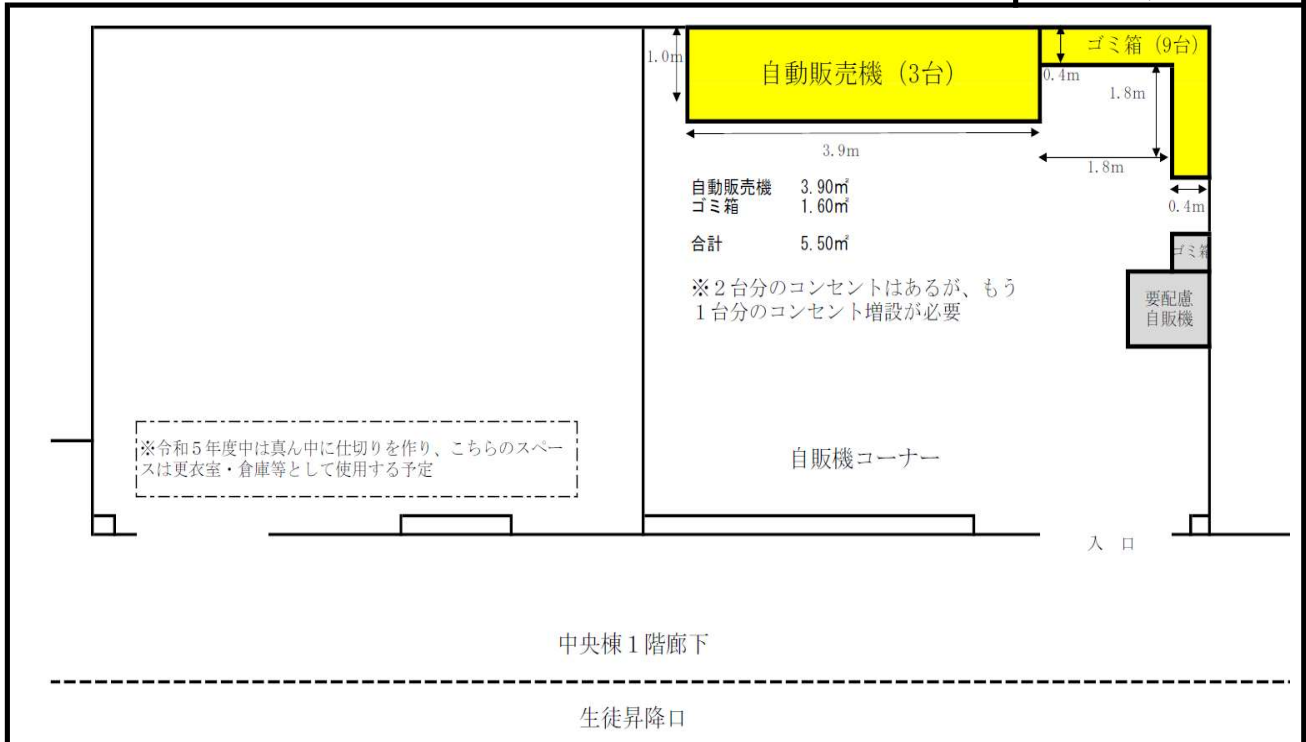 1.0m
自動販売機（3台）
ゴミ箱（9台）
0.4m
1.8m
3.9m
1.8m
0.4m
自動販売機 3.90㎡
ゴミ箱 1.60㎡
合計 5.50㎡
※２台分のコンセントはあるが、もう
１台分のコンセント増設が必要
ゴミ箱
要配慮
自販機
※令和５年度中は真ん中に仕切りを作り、こちらのスペー
スは更衣室・倉庫等として使用する予定
自販機コーナー
入　口
中央棟１階廊下
生徒昇降口